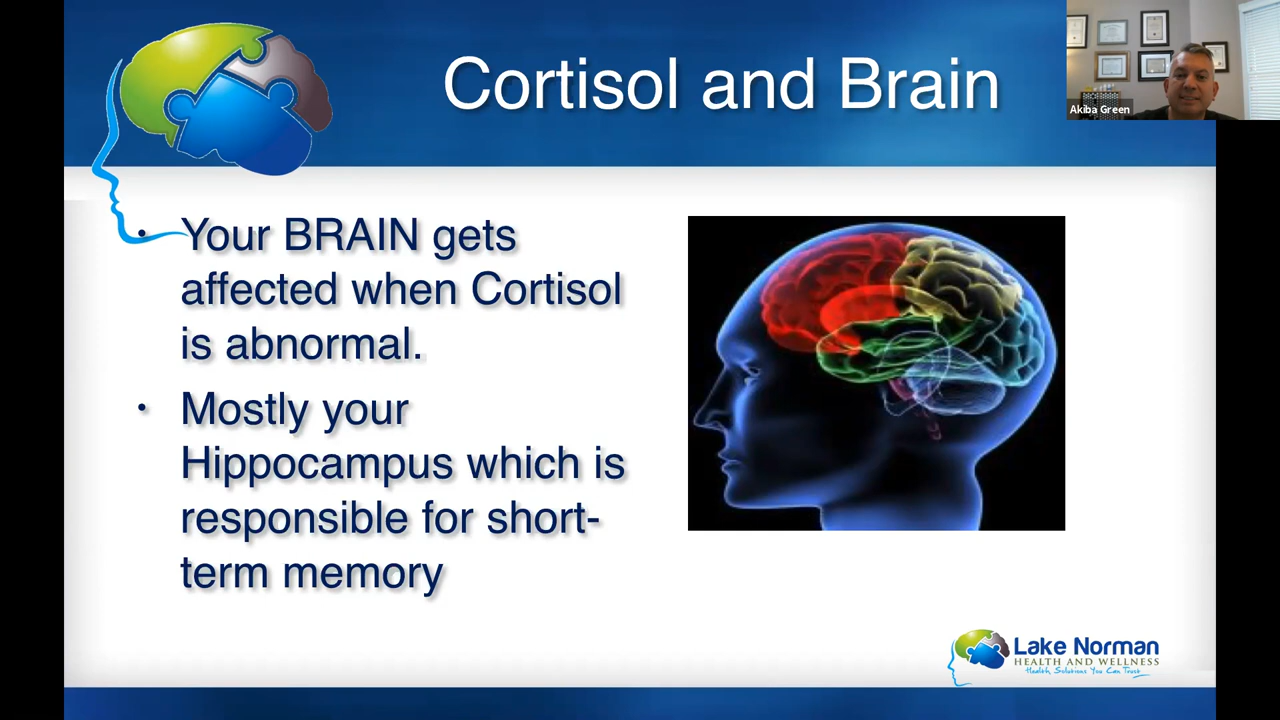 Cortisol and Brain
Akiba Green
• Your BRAIN gets
affected when Cortisol
is abnormal.
• Mostly your
Hippocampus which is
responsible for short-
term memory
Lake Norman
HEALTH AND WELLNESS
Health Solutions You Can Trust